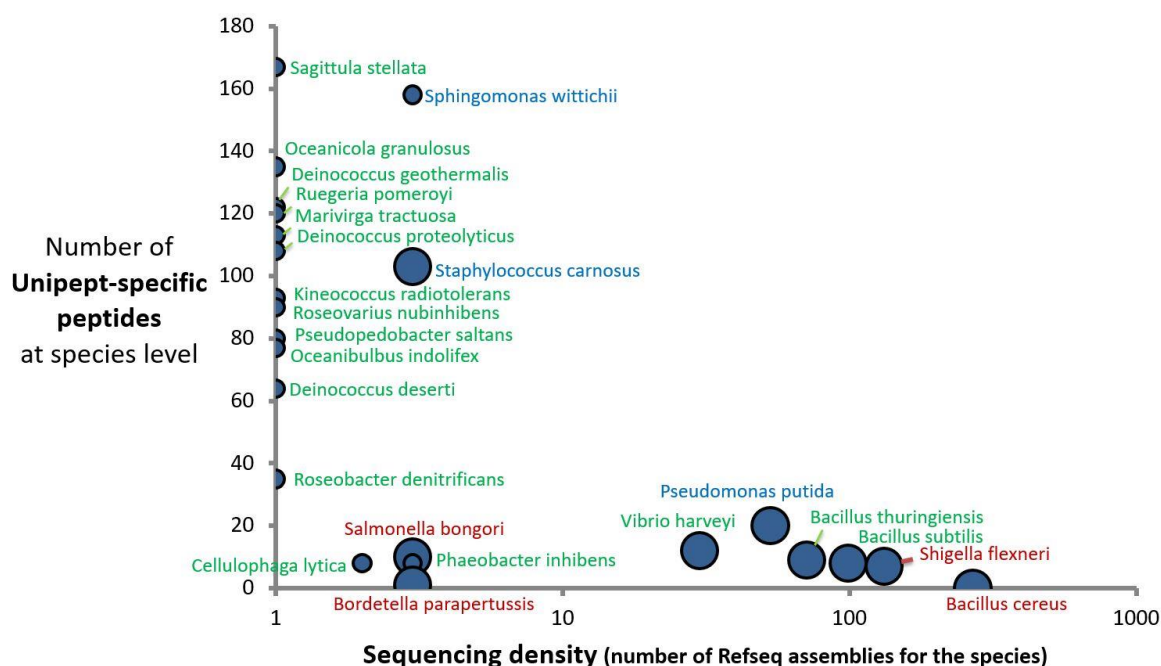 180
160
140
120
100
80
60
40
20
0
Number of
Unipept-specific
peptides
at species level
Sagittula stellata
Sphingomonas wittichii
Oceanicola granulosus
Deinococcus geothermalis
Ruegeria pomeroyi
Marivirga tractuosa
Deinococcus proteolyticus
Staphylococcus carnosus
Kineococcus radiotolerans
Roseovarius nubinhibens
Pseudopedobacter saltans
Oceanibulbus indolifex
Deinococcus deserti
Roseobacter denitrificans
Pseudomonas putida
Salmonella bongori
Vibrio harveyi
Bacillus thuringiensis
Bacillus subtilis
Shigella flexneri
Cellulophaga lytica
Phaeobacter inhibens
Bordetella parapertussis
Bacillus cereus
1 10 100 1000
Sequencing density (number of Refseq assemblies for the species)